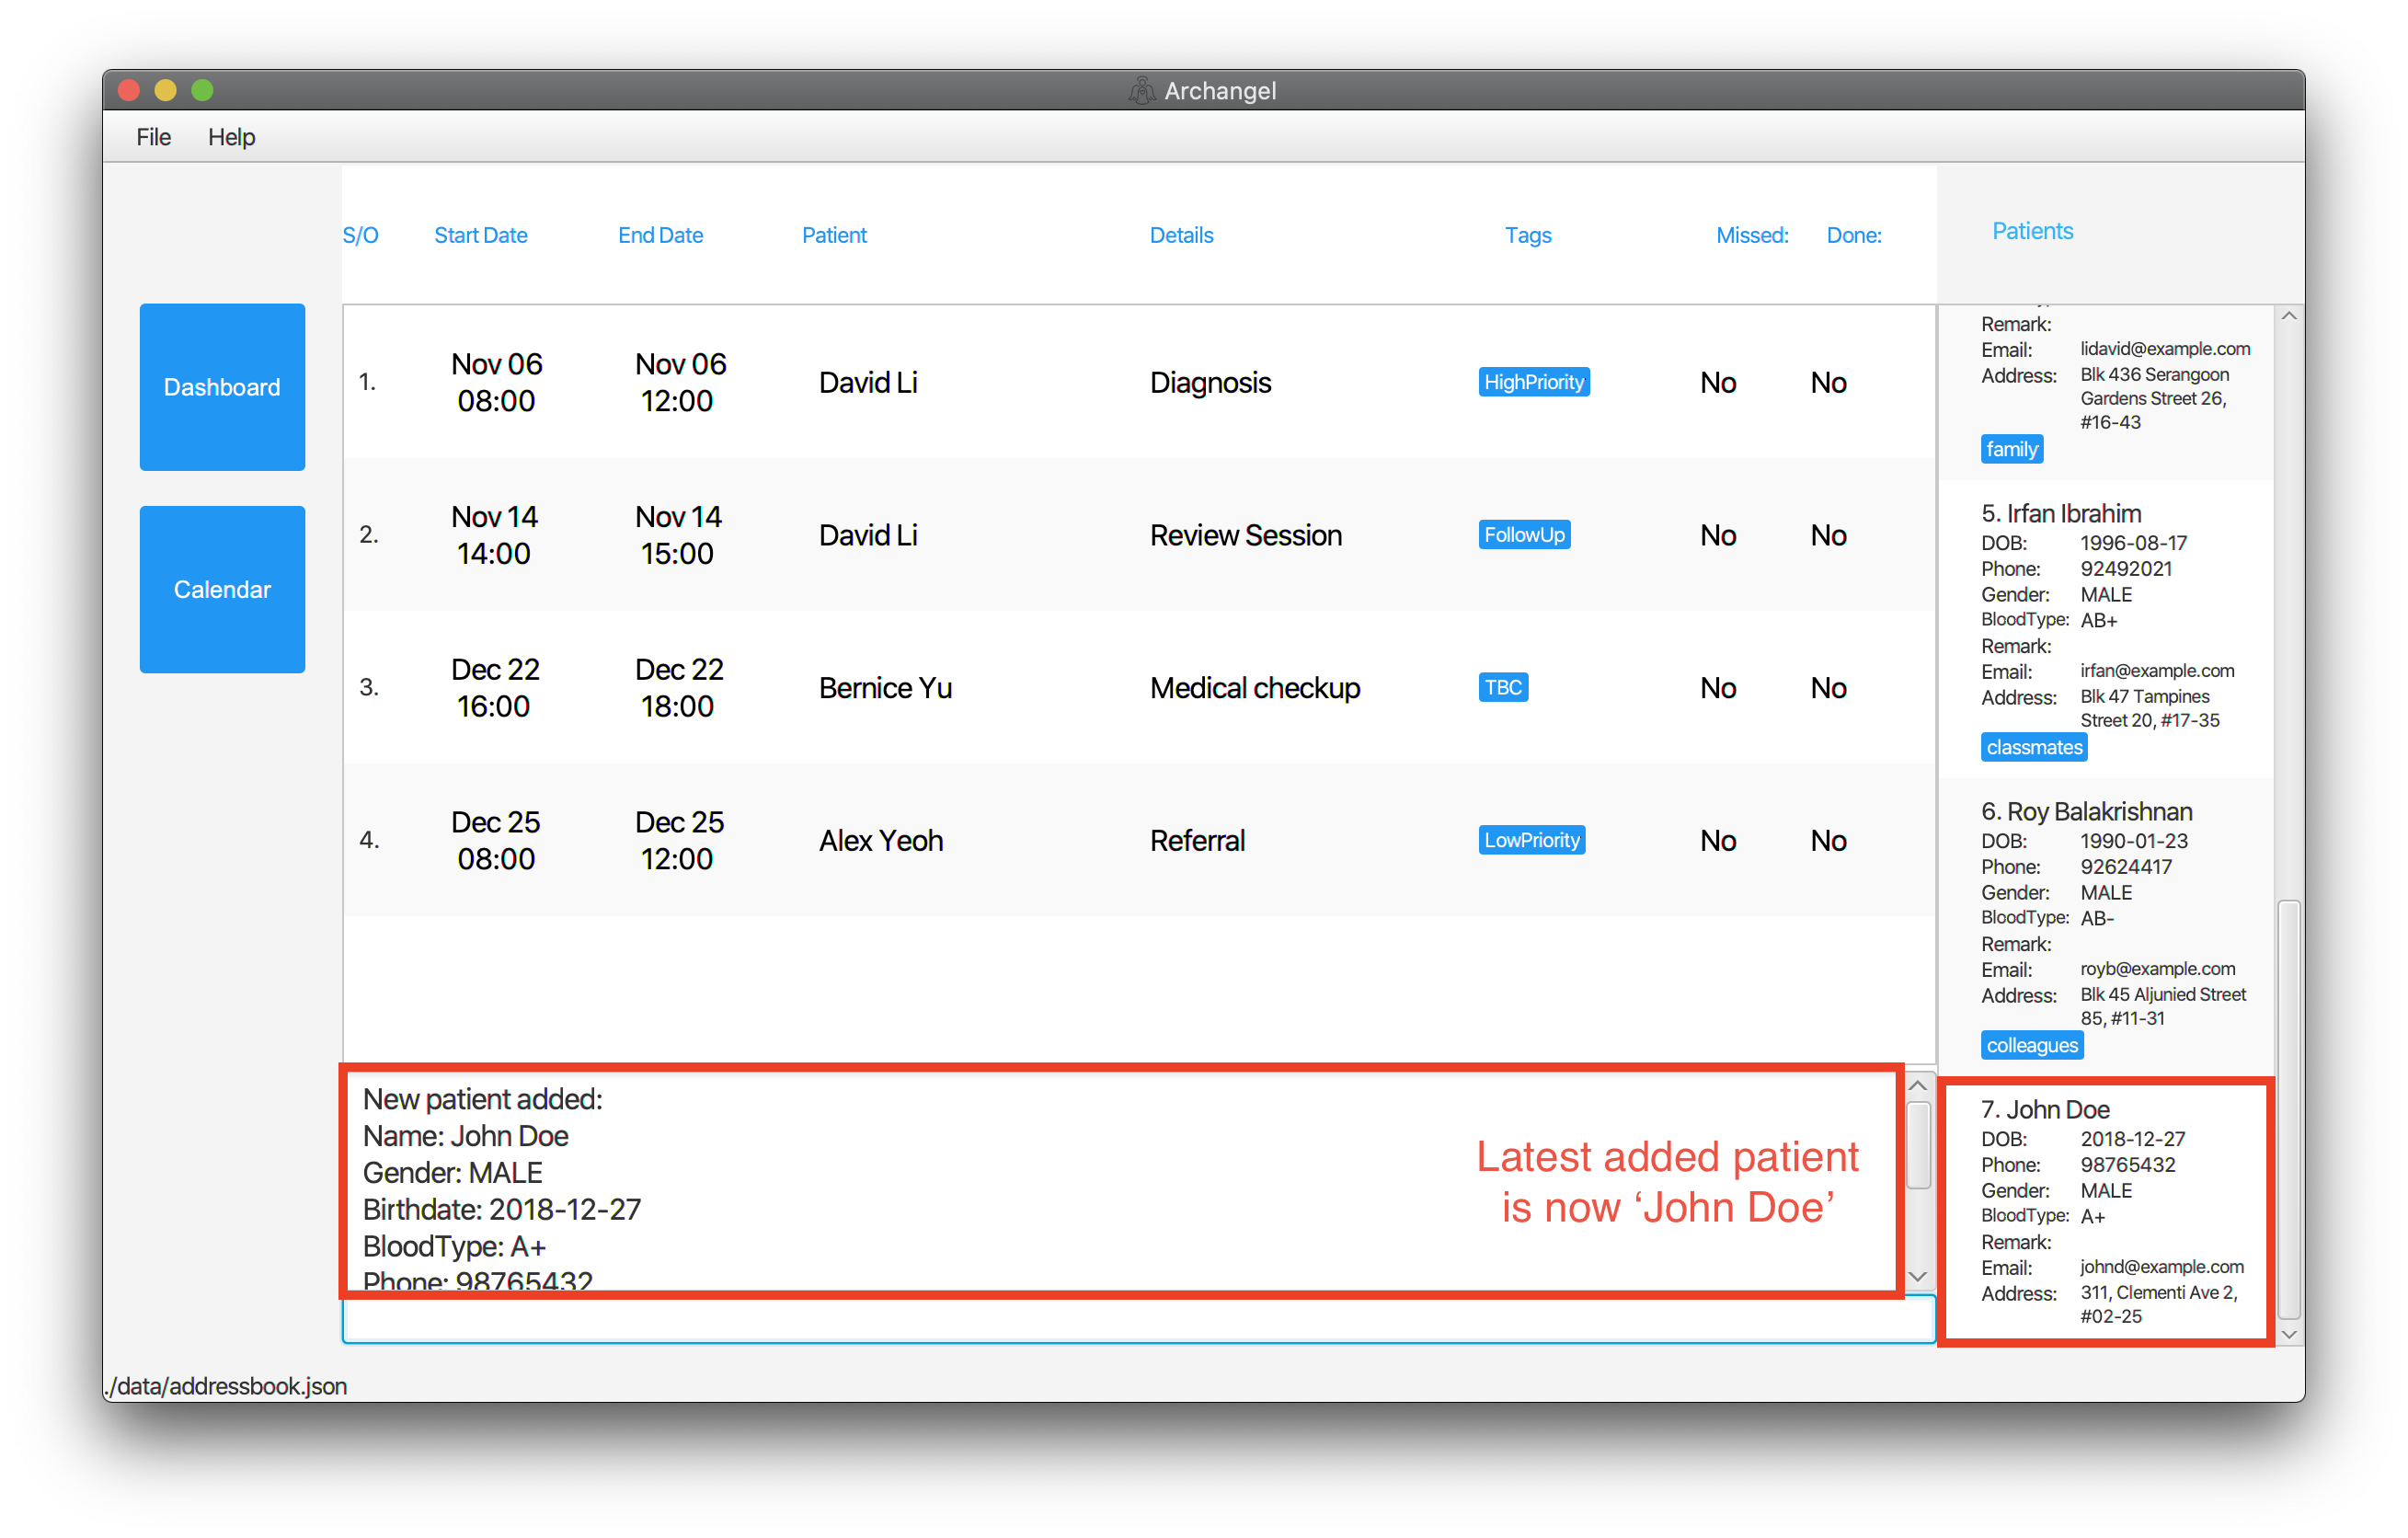 Archangel
File Help
S/O Start Date End Date Patient Details Tags Missed: Done:
Dashboard
Calendar
1. Nov 06 Nov 06 David Li Diagnosis HighPriority No No
08:00 12:00
2. Nov 14 Nov 14 David Li Review Session FollowUp No No
14:00 15:00
3. Dec 22 Dec 22 Bernice Yu Medical checkup TBC No No
16:00 18:00
4. Dec 25 Dec 25 Alex Yeoh Referral LowPriority No No
08:00 12:00
New patient added:
Name: John Doe
Gender: MALE
Birthdate: 2018-12-27
BloodType: A+
Phone: 98765432
Latest added patient
is now ‘John Doe’
Patients
Remark:
Email: lidavid@example.com
Address: Blk 436 Serangoon
Gardens Street 26,
#16-43
family
5. Irfan Ibrahim
DOB: 1996-08-17
Phone: 92492021
Gender: MALE
BloodType: AB+
Remark:
Email: irfan@example.com
Address: Blk 47 Tampines
Street 20, #17-35
classmates
6. Roy Balakrishnan
DOB: 1990-01-23
Phone: 92624417
Gender: MALE
BloodType: AB-
Remark:
Email: royb@example.com
Address: Blk 45 Aljunied Street
85, #11-31
colleagues
7. John Doe
DOB: 2018-12-27
Phone: 98765432
Gender: MALE
BloodType: A+
Remark:
Email: johnd@example.com
Address: 311, Clementi Ave 2,
#02-25
./data/addressbook.json